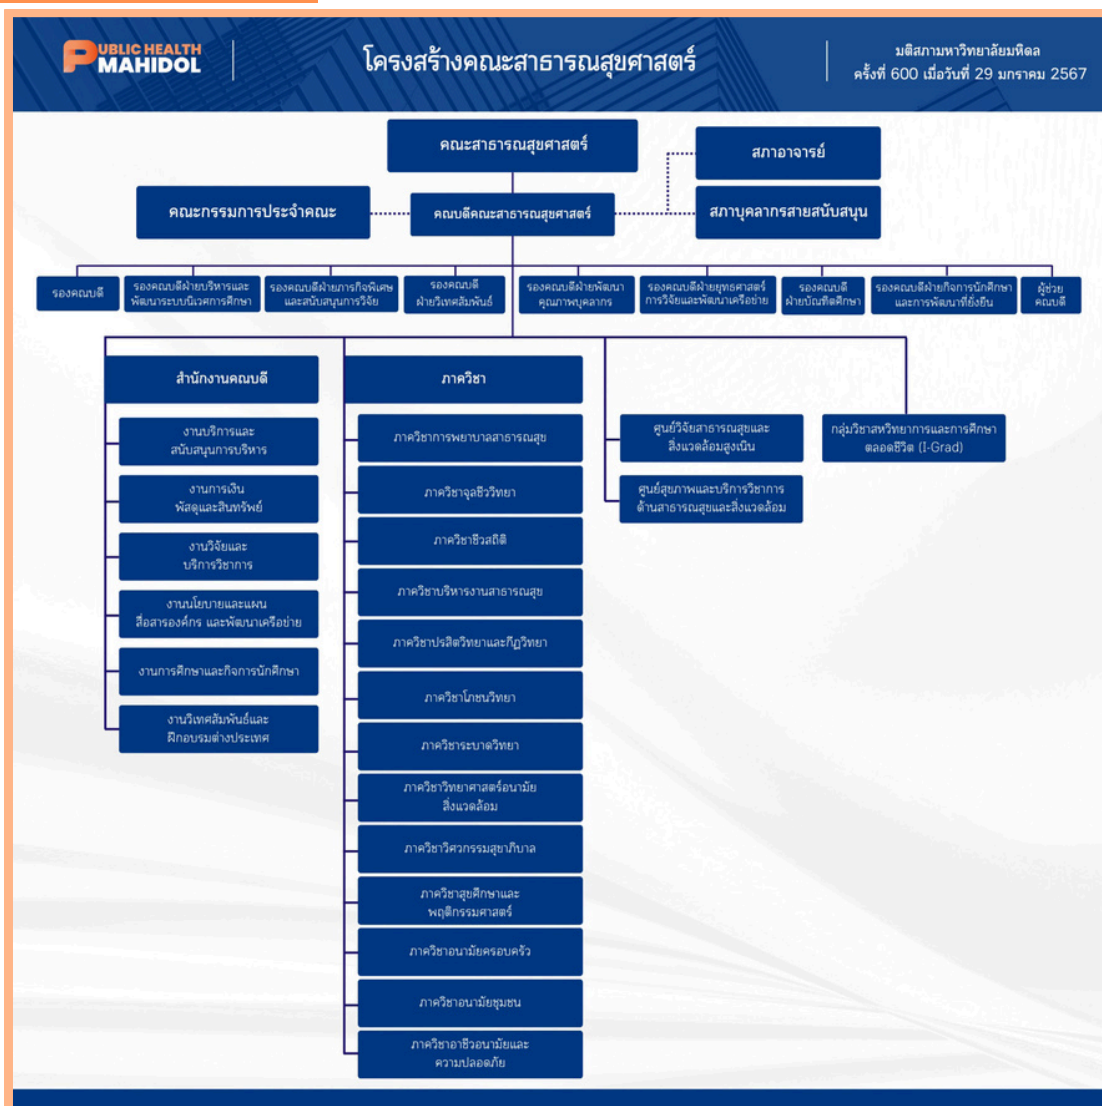 PUBLIC HEALTH
MAHIDOL
โครงสร้างคณะสาธารณสุขศาสตร์
มติสภามหาวิทยาลัยมหิดล
ครั้งที่ 600 เมื่อวันที่ 29 มกราคม 2567
คณะสาธารณสุขศาสตร์
สภาอาจารย์
คณะกรรมการประจำคณะ
คณบดีคณะสาธารณสุขศาสตร์
สภาบุคลากรสายสนับสนุน
รองคณบดี
รองคณบดีฝ่ายบริหารและ
พัฒนาระบบนิเวศการศึกษา
รองคณบดีฝ่ายภารกิจพิเศษ
และสนับสนุนการวิจัย
รองคณบดี
ฝ่ายวิเทศสัมพันธ์
รองคณบดีฝ่ายพัฒนา
คุณภาพบุคลากร
รองคณบดีฝ่ายยุทธศาสตร์
การวิจัยและพัฒนาเครือข่าย
รองคณบดี
ฝ่ายบัณฑิตศึกษา
รองคณบดีฝ่ายกิจการนักศึกษา
และการพัฒนาที่ยั่งยืน
ผู้ช่วย
คณบดี
สำนักงานคณบดี
งานบริการและ
สนับสนุนการบริหาร
งานการเงิน
พัสดุและสินทรัพย์
งานวิจัยและ
บริการวิชาการ
งานนโยบายและแผน
สื่อสารองค์กร และพัฒนาเครือข่าย
งานการศึกษาและกิจการนักศึกษา
งานวิเทศสัมพันธ์และ
ฝึกอบรมต่างประเทศ
ภาควิชา
ภาควิชาการพยาบาลสาธารณสุข
ภาควิชาจุลชีววิทยา
ภาควิชาชีวสถิติ
ภาควิชาบริหารงานสาธารณสุข
ภาควิชาปรสิตวิทยาและกีฏวิทยา
ภาควิชาโภชนวิทยา
ภาควิชาระบาดวิทยา
ภาควิชาวิทยาศาสตร์อนามัย
สิ่งแวดล้อม
ภาควิชาวิศวกรรมสุขาภิบาล
ภาควิชาสุขศึกษาและ
พฤติกรรมศาสตร์
ภาควิชาอนามัยครอบครัว
ภาควิชาอนามัยชุมชน
ภาควิชาอาชีวอนามัยและ
ความปลอดภัย
ศูนย์วิจัยสาธารณสุขและ
สิ่งแวดล้อมสูงเนิน
ศูนย์สุขภาพและบริการวิชาการ
ด้านสาธารณสุขและสิ่งแวดล้อม
กลุ่มวิชาสหวิทยาการและการศึกษา
ตลอดชีวิต (I-Grad)